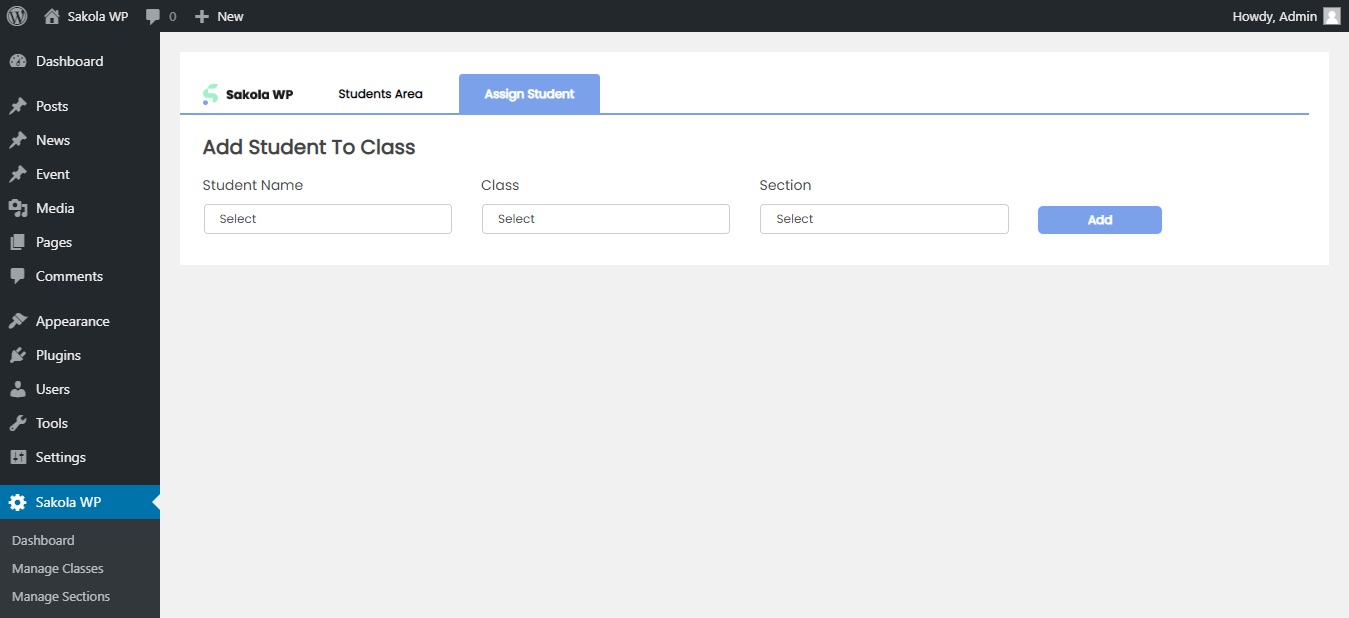 Sakola WP 0 New Howdy, Admin
Dashboard
Posts
News
Event
Media
Pages
Comments
Appearance
Plugins
Users
Tools
Settings
Sakola WP
Dashboard
Manage Classes
Manage Sections
Sakola WP Students Area Assign Student
Add Student To Class
Student Name Class Section
Select Select Select Add